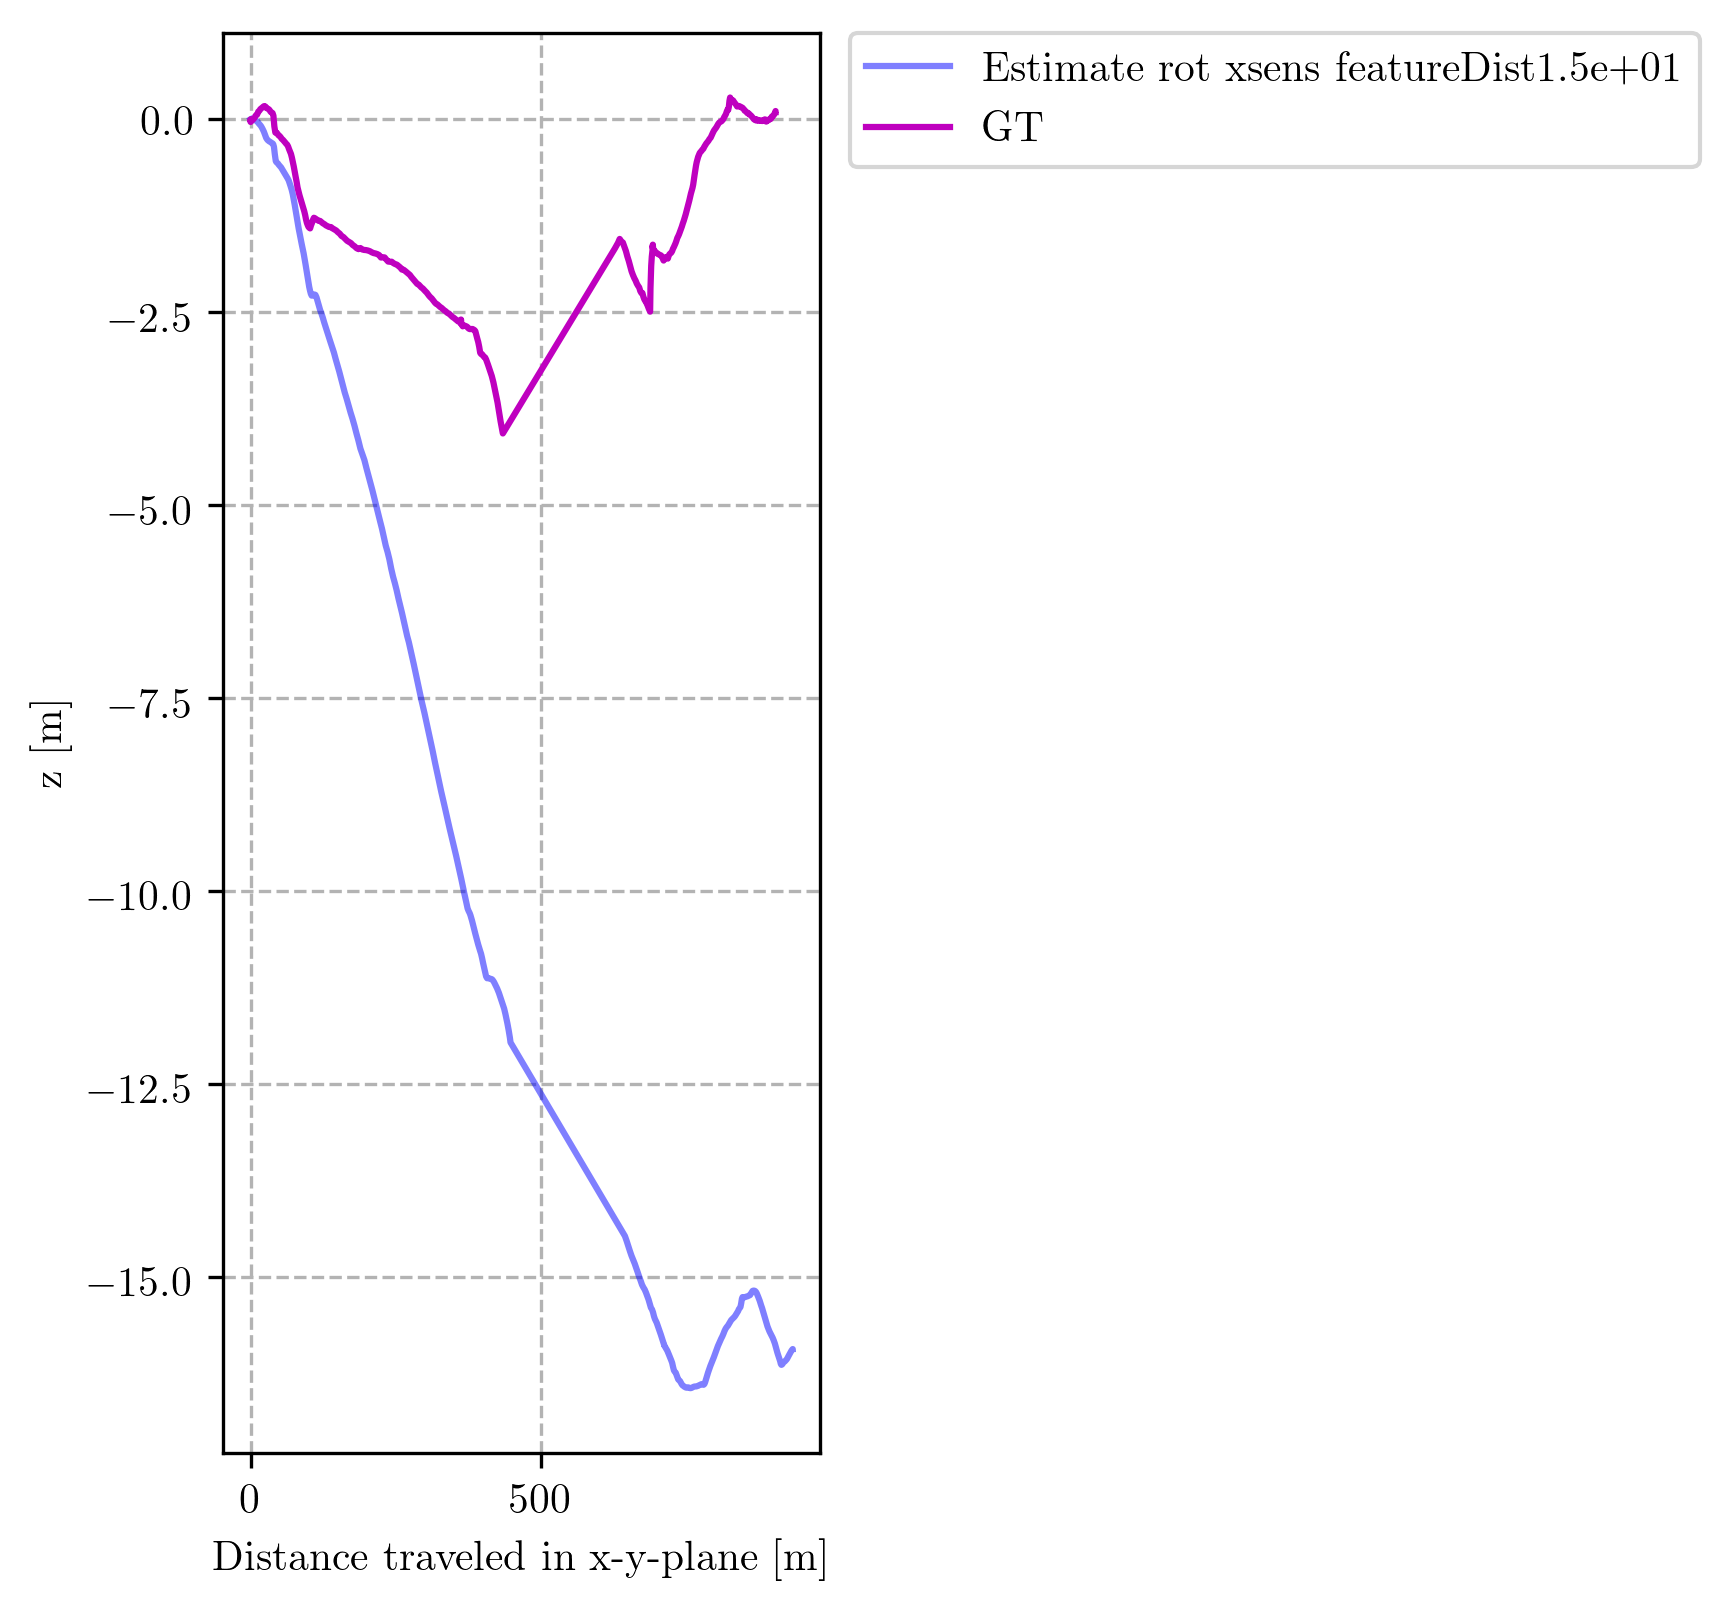 Estimate rot xsens featureDist1.5e+01
GT
0.0
−2.5
−5.0
−7.5
−10.0
−12.5
−15.0
z [m]
0 500
Distance traveled in x-y-plane [m]